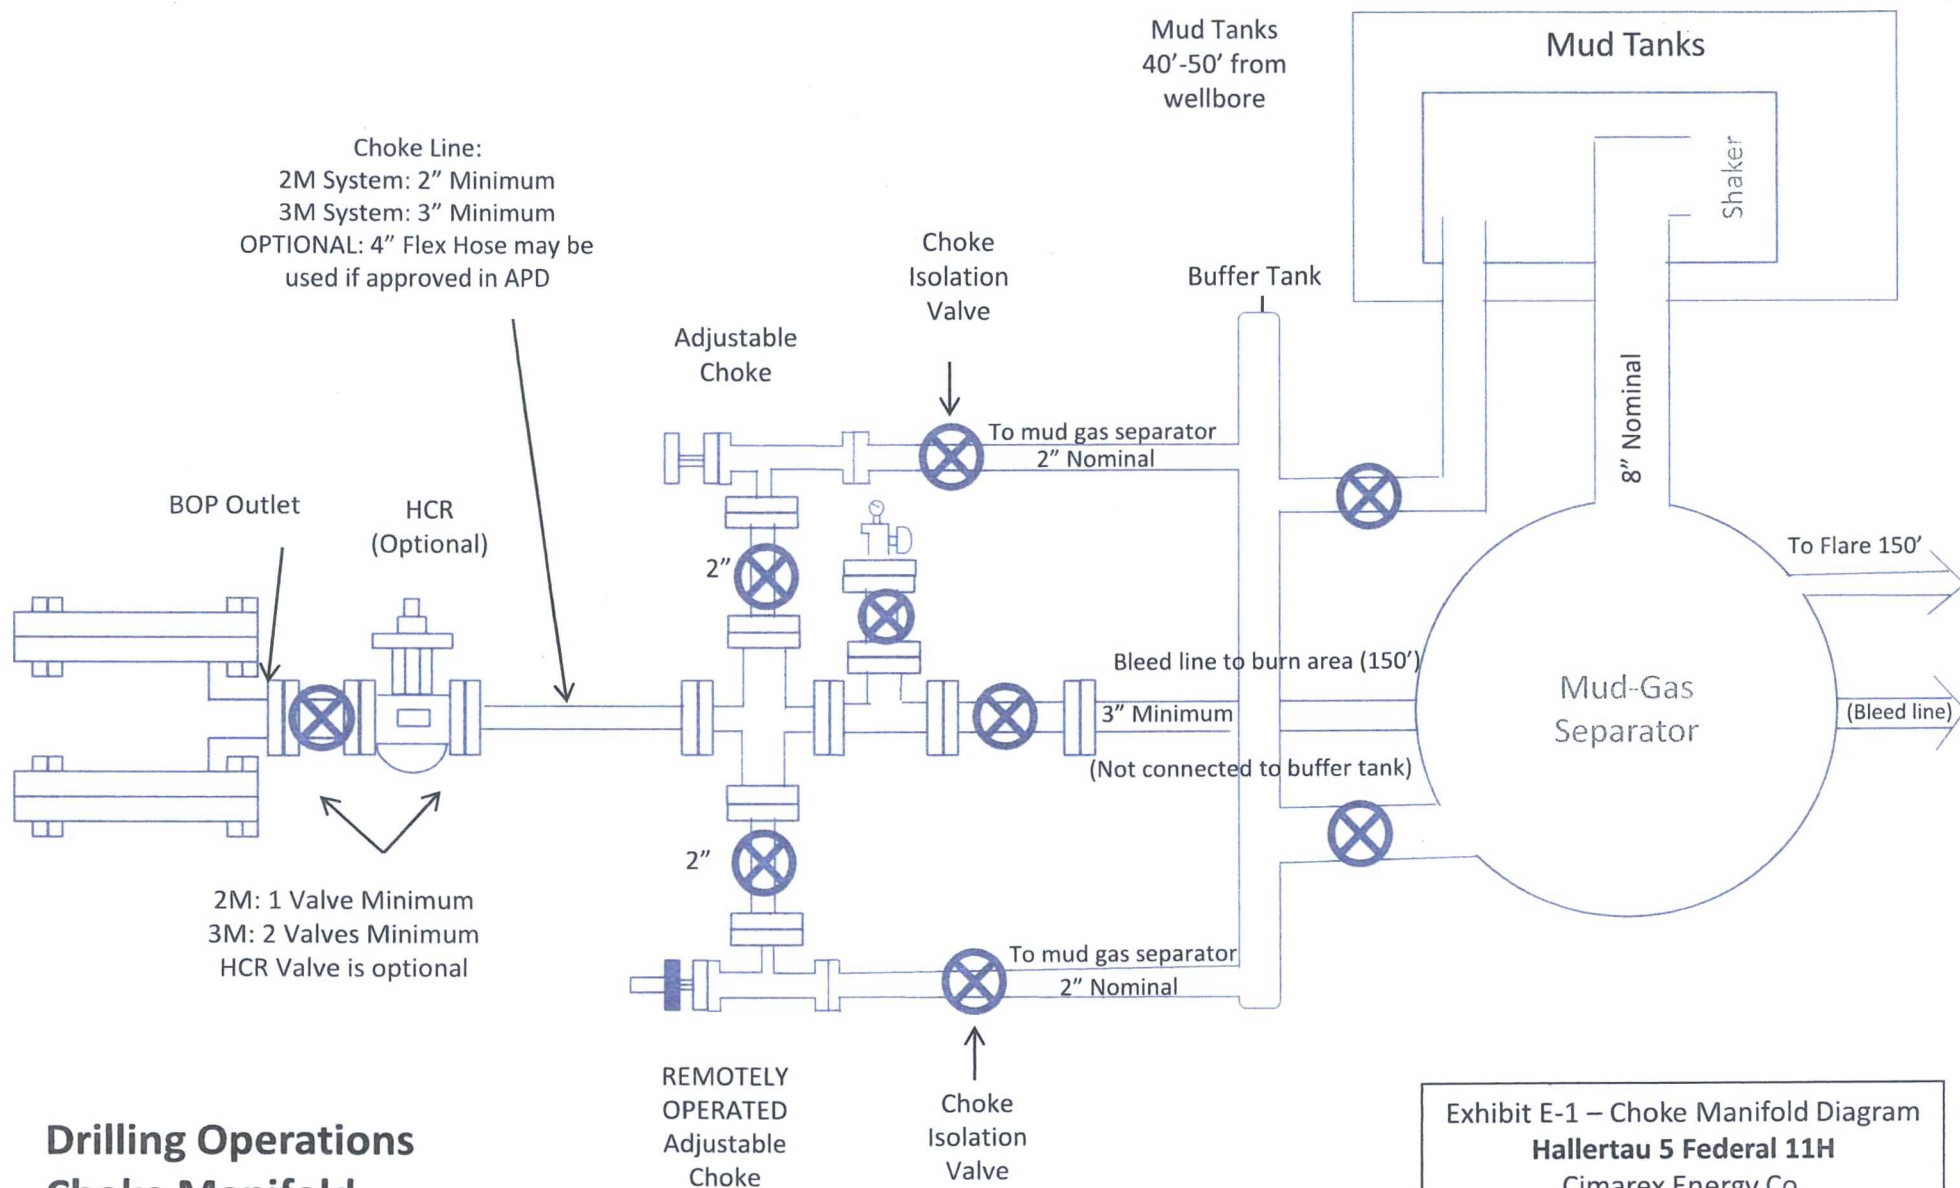 Mud Tanks
40’-50’ from
wellbore
Mud Tanks
Shaker
Choke Line:
2M System: 2” Minimum
3M System: 3” Minimum
OPTIONAL: 4” Flex Hose may be
used if approved in APD
Choke
Isolation
Valve
Buffer Tank
Adjustable
Choke
8” Nominal
To mud gas separator
2” Nominal
BOP Outlet
HCR
(Optional)
2”
To Flare 150’
Bleed line to burn area (150’)
3” Minimum
(Not connected to buffer tank)
Mud-Gas
Separator
(Bleed line)
2”
2M: 1 Valve Minimum
3M: 2 Valves Minimum
HCR Valve is optional
To mud gas separator
2” Nominal
REMOTELY
OPERATED
Adjustable
Choke
Choke
Isolation
Valve
Drilling Operations
Choke Manifold
Exhibit E-1 – Choke Manifold Diagram
Hallertau 5 Federal 11H
Cimarex Energy Co.